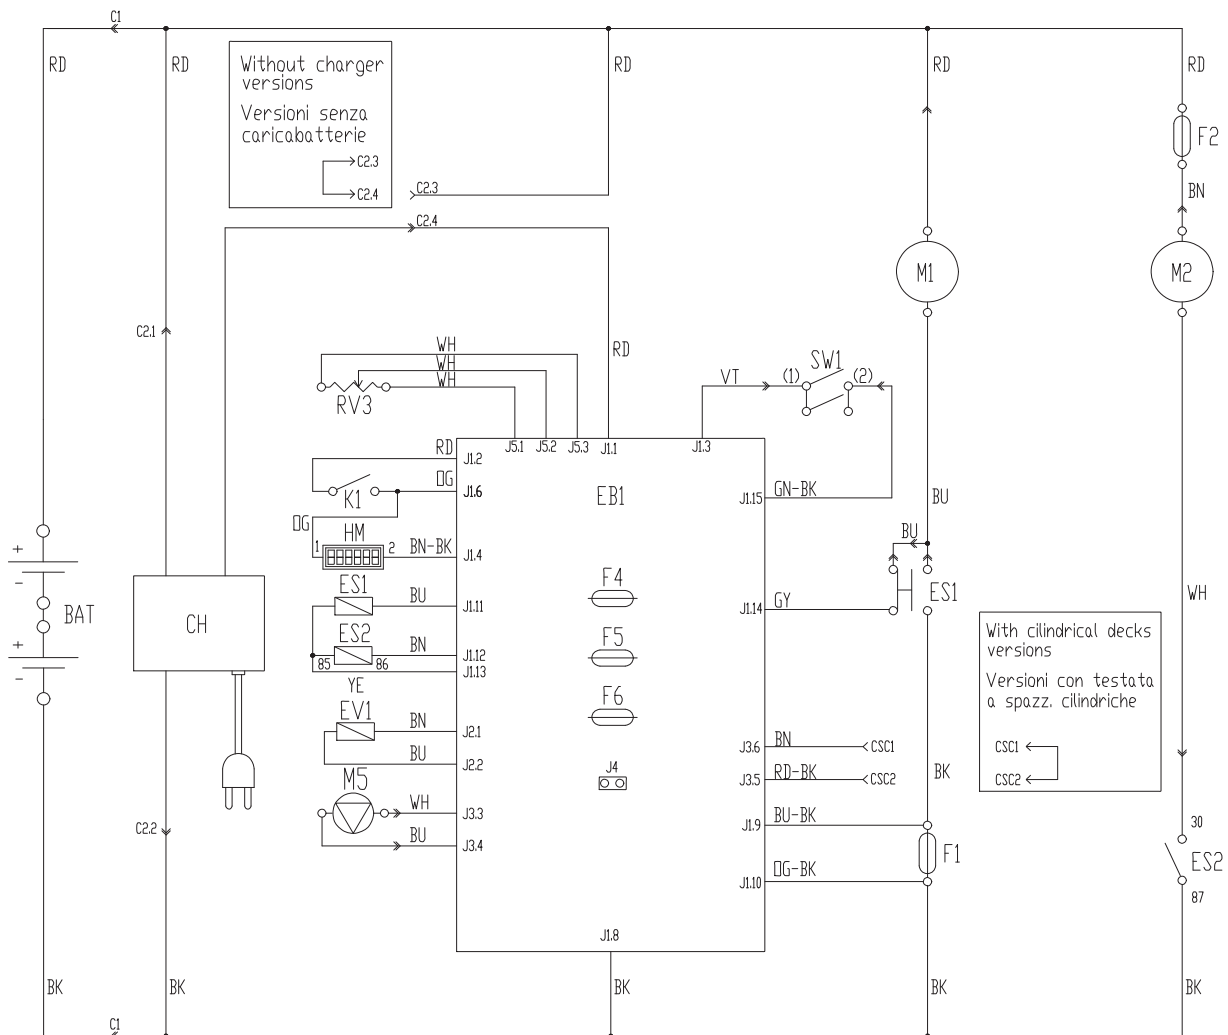 C1
RD
RD
RD
RD
RD
Without charger
versions
Versioni senza
caricabatterie
C2.3
C2.4
C2.3
C2.4
F2
BN
M1
M2
C2.1
WH
WH
WH
RV3
RD
VT
(1)
SW1
(2)
J5.1
J5.2
J5.3
J1.1
J1.3
RD
J1.2
OG
J1.6
K1
EB1
J1.15
GN-BK
BU
OG
HM
1
2
BN-BK
J1.4
BU
ES1
BU
J1.11
F4
J1.14
GY
ES1
WH
+
-
BAT
+
-
CH
ES2
BN
85
86
J1.12
J1.13
YE
F5
With cilindrical decks
versions
Versioni con testata
a spazz. cilindriche
CSC1
CSC2
EV1
BN
J2.1
BU
J2.2
F6
J4
J3.6
BN
CSC1
J3.5
RD-BK
CSC2
BK
M5
WH
J3.3
BU
J3.4
C2.2
J1.9
BU-BK
F1
J1.10
OG-BK
30
ES2
87
J1.8
BK
BK
BK
BK
BK
C1